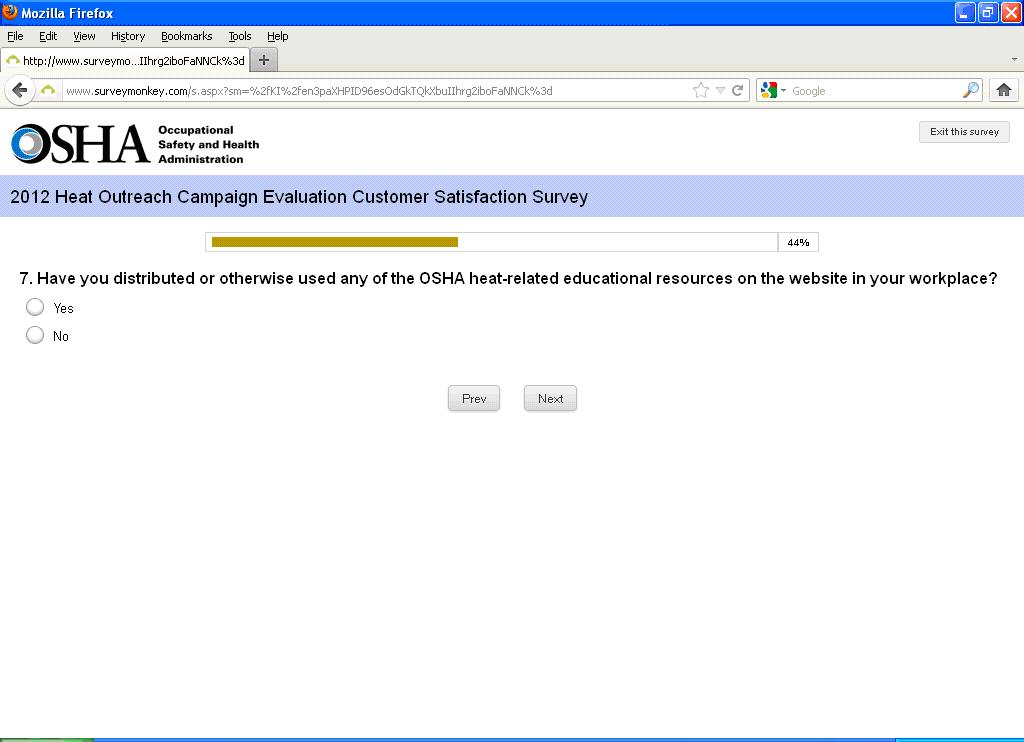 Mozilla Firefox
File Edit View History Bookmarks Tools Help
http://www.surveymo...IIhrg2iboFaNNCk%3d
www.surveymonkey.com/s.aspx?sm=%2fKI%2fen3paXHPID96esOdGkTQkXbuIIhrg2iboFaNNCk%3d
Google
OSHA
Occupational
Safety and Health
Administration
Exit this survey
2012 Heat Outreach Campaign Evaluation Customer Satisfaction Survey
44%
7. Have you distributed or otherwise used any of the OSHA heat-related educational resources on the website in your workplace?
Yes
No
Prev Next